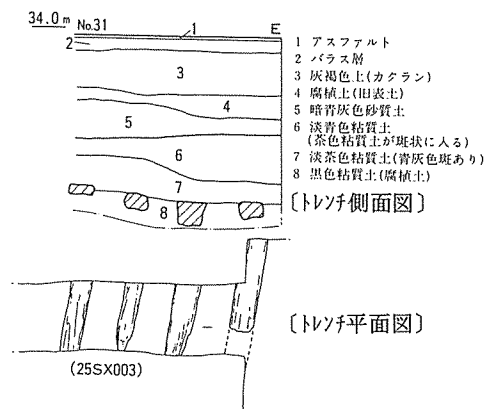 34.0m No.31
1
E
2
3
4
5
6
7
8
1 アスファルト
2 バラス層
3 灰褐色土(カクラン)
4 腐植土(旧表土)
5 暗青灰色砂質土
6 淡青色粘質土
(茶色粘質土が斑状に入る)
7 淡茶色粘質土(青灰色斑あり)
8 黒色粘質土(腐植土)
〔トレンチ側面図〕
〔トレンチ平面図〕
(25SX003)